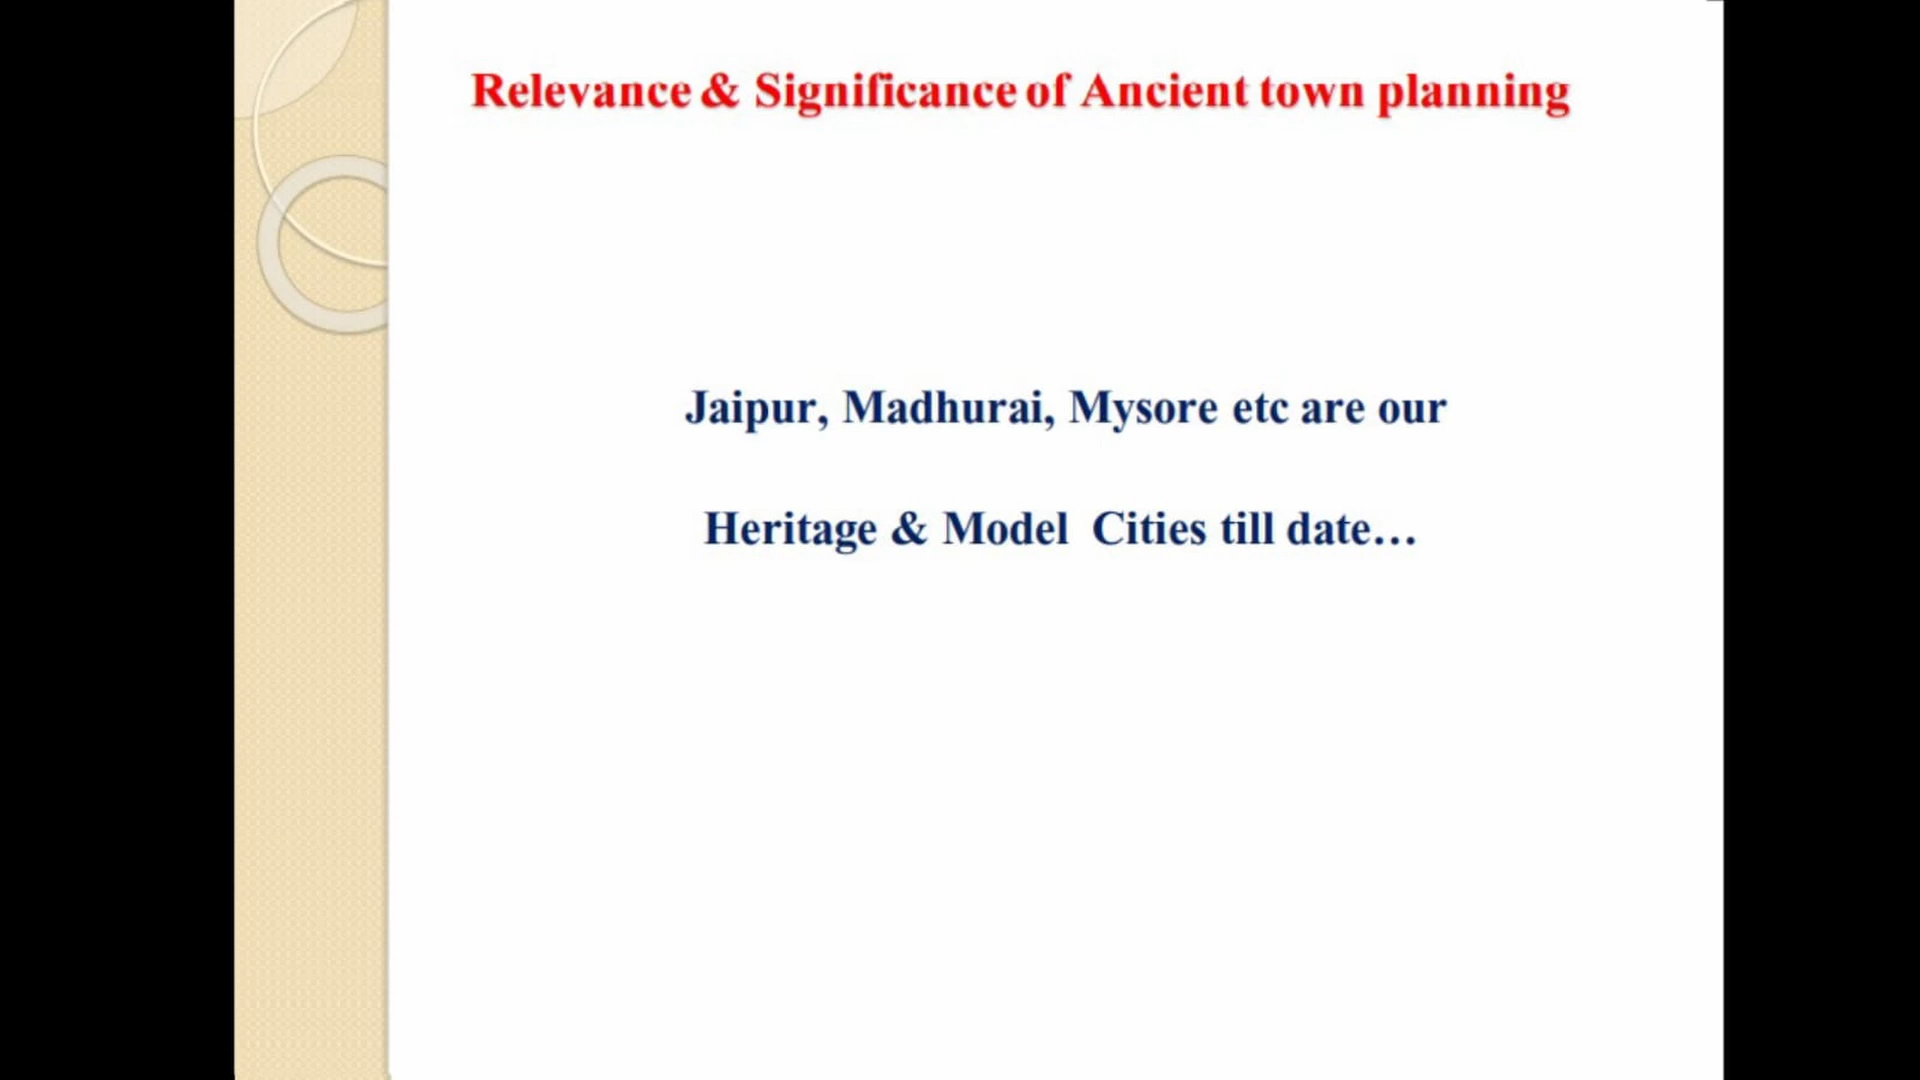 Relevance & Significance of Ancient town planning
Jaipur, Madhurai, Mysore etc are our
Heritage & Model Cities till date...